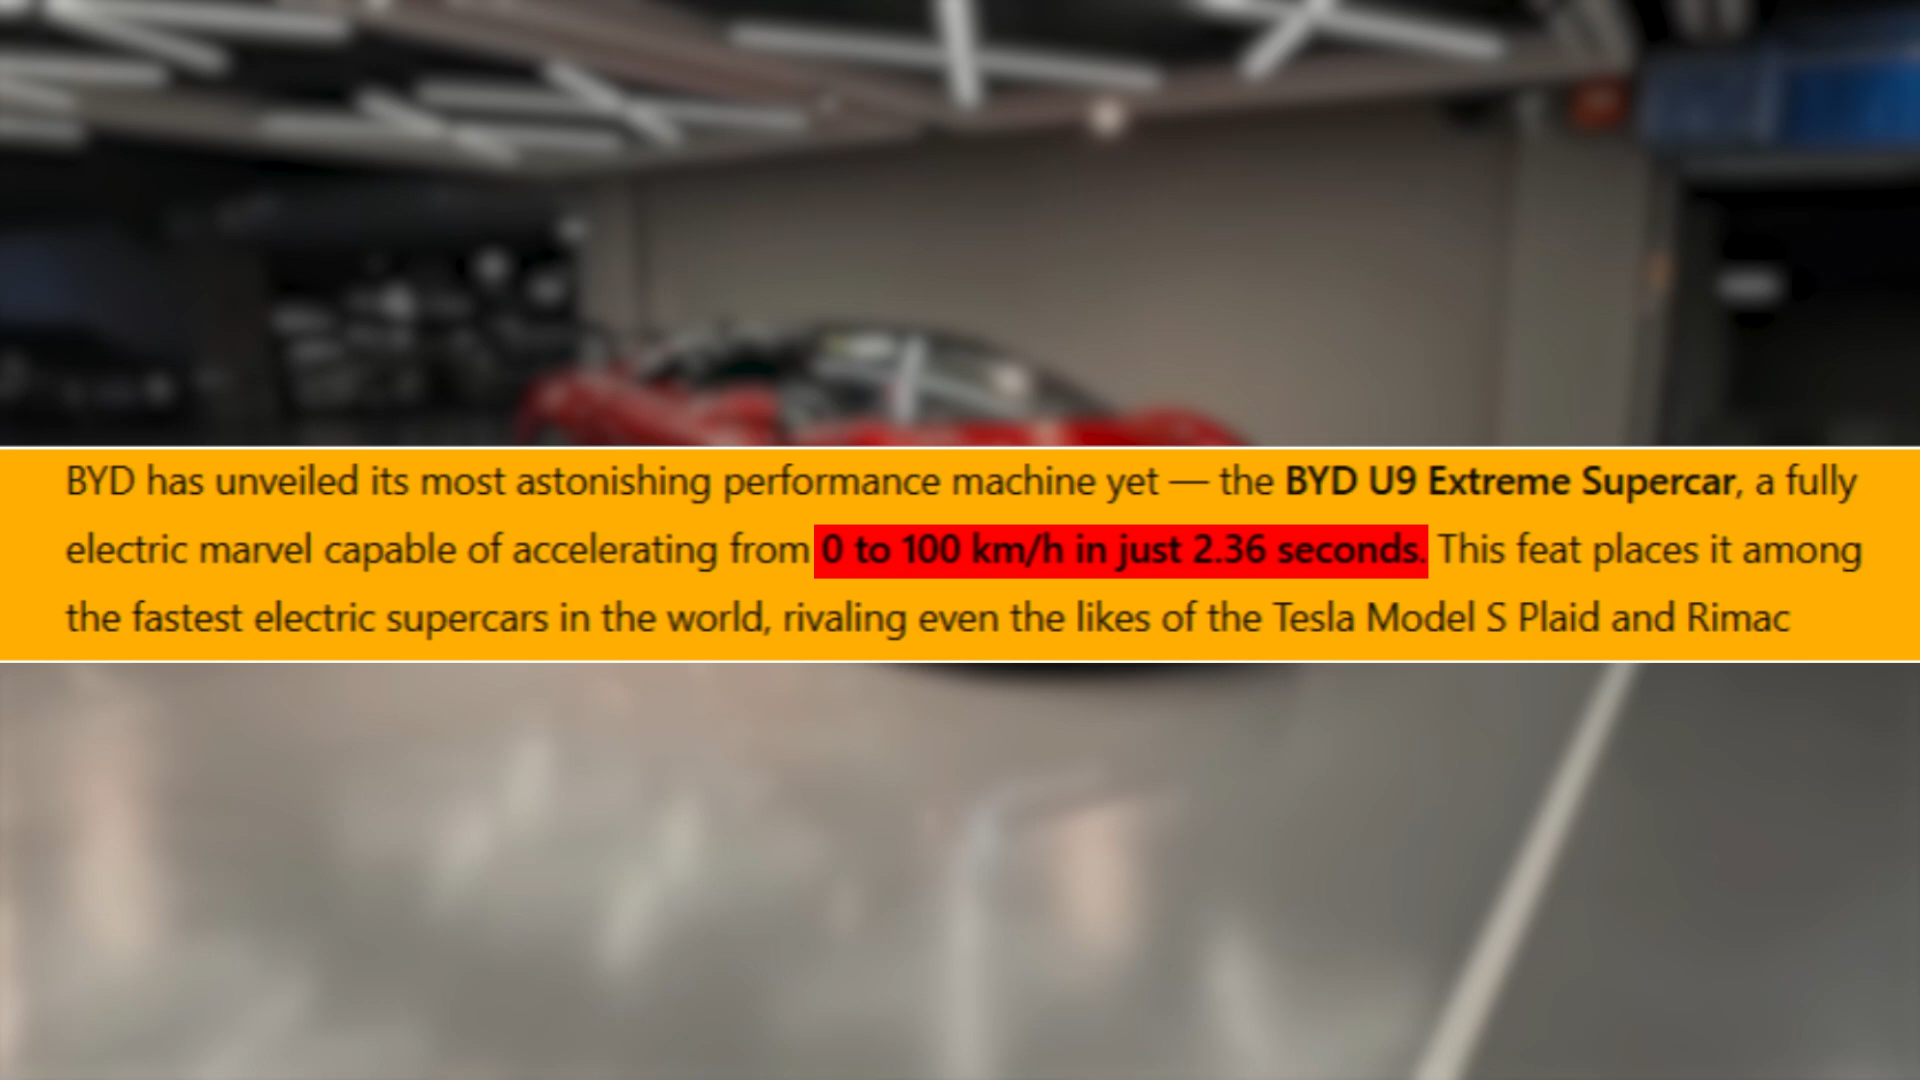 BYD has unveiled its most astonishing performance machine yet — the BYD U9 Extreme Supercar, a fully
electric marvel capable of accelerating from 0 to 100 km/h in just 2.36 seconds. This feat places it among
the fastest electric supercars in the world, rivaling even the likes of the Tesla Model S Plaid and Rimac